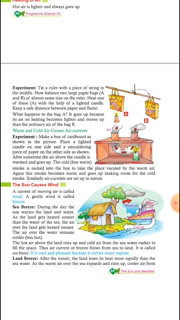 Hot air is lighter and always goes up
Progressive Science-III
Experiment: Tie a ruler with a piece of string in
the middle. Now balance two large paper bags (A
and B) of almost same size on the ruler. Heat one
of these (A) with the help of a lighted candle.
Keep a safe distance between paper and flame.
What happens to the bag A? It goes up because
its air on heating becomes lighter and moves up
than the ordinary air of the bag B.
Warm and Cold Air Causes Air-currents
Experiment : Make a box of cardboard as
shown in the picture. Place a lighted
candle on one side and a smouldering
piece of paper on the other side as shown.
After sometime the air above the candle is
warmed and goes up. The cold (less warm)
smoke is sucked into the box to take the place vacated by the warm air.
Again this smoke becomes warm and goes up making room for the cold
smoke. Similarly air-currents are set up in nature.
The Sun Causes Wind
A current of moving air is called
wind. A gentle wind is called
breeze.
Sea Breeze: During the day the
sun warms the land and water.
As the land gets heated sooner
than the water of the sea, the air
over the land gets heated sooner.
The air over the water remains
colder (less hot).
The hot air above the land rises up and cold air from the sea water rushes to
fill the space. Thus air current or breeze blows from sea to land. It is called
sea breeze. It is cool and pleasant because it carries water vapour.
Land Breeze: After the sunset, the land loses its heat more rapidly than the
sea water. As the warm air over the sea expands and rises up, cooler air from
The Sun and Weather